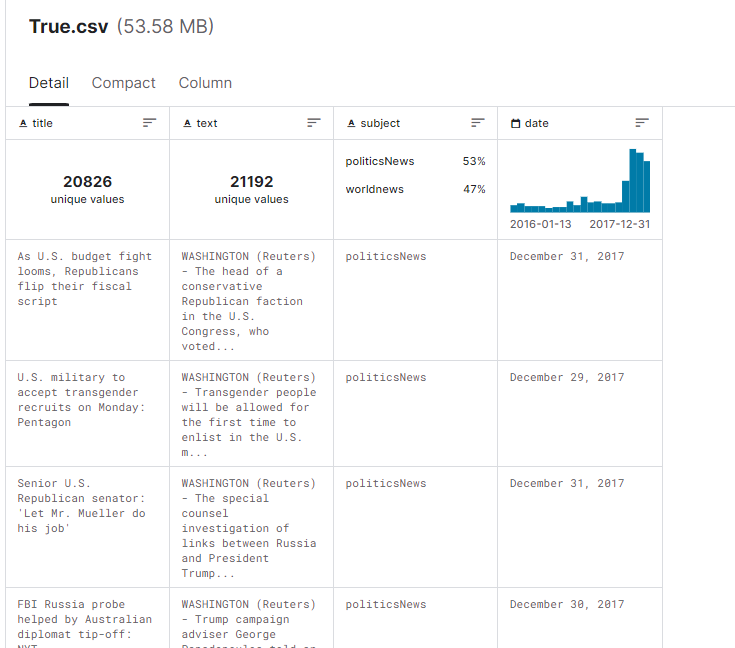 True.csv (53.58 MB)
Detail Compact Column
A title A text A subject date
20826
unique values
21192
unique values
politicsNews 53%
worldnews 47%
2016-01-13 2017-12-31
As U.S. budget fight
looms, Republicans
flip their fiscal
script
WASHINGTON (Reuters)
- The head of a
conservative
Republican faction
in the U.S.
Congress, who
voted...
politicsNews
December 31, 2017
U.S. military to
accept transgender
recruits on Monday:
Pentagon
WASHINGTON (Reuters)
- Transgender people
will be allowed for
the first time to
enlist in the U.S.
m...
politicsNews
December 29, 2017
Senior U.S.
Republican senator:
'Let Mr. Mueller do
his job'
WASHINGTON (Reuters)
- The special
counsel
investigation of
links between Russia
and President
Trump...
politicsNews
December 31, 2017
FBI Russia probe
helped by Australian
diplomat tip-off:
WASHINGTON (Reuters)
- Trump campaign
adviser George
politicsNews
December 30, 2017